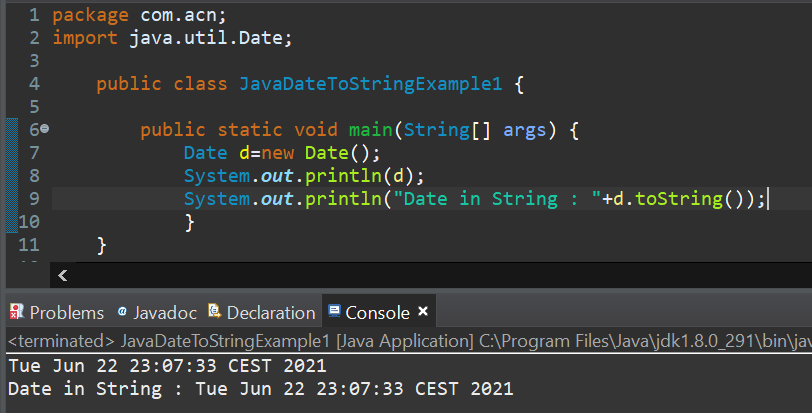 1 package com.acn;
2 import java.util.Date;
3
4 public class JavaDateToStringExample1 {
5
6 public static void main(String[] args) {
7 Date d=new Date();
8 System.out.println(d);
9 System.out.println("Date in String : "+d.toString());
10 }
11 }
Problems @ Javadoc Declaration Console
<terminated> JavaDateToStringExample1 [Java Application] C:\Program Files\Java\jdk1.8.0_291\bin\jav
Tue Jun 22 23:07:33 CEST 2021
Date in String : Tue Jun 22 23:07:33 CEST 2021